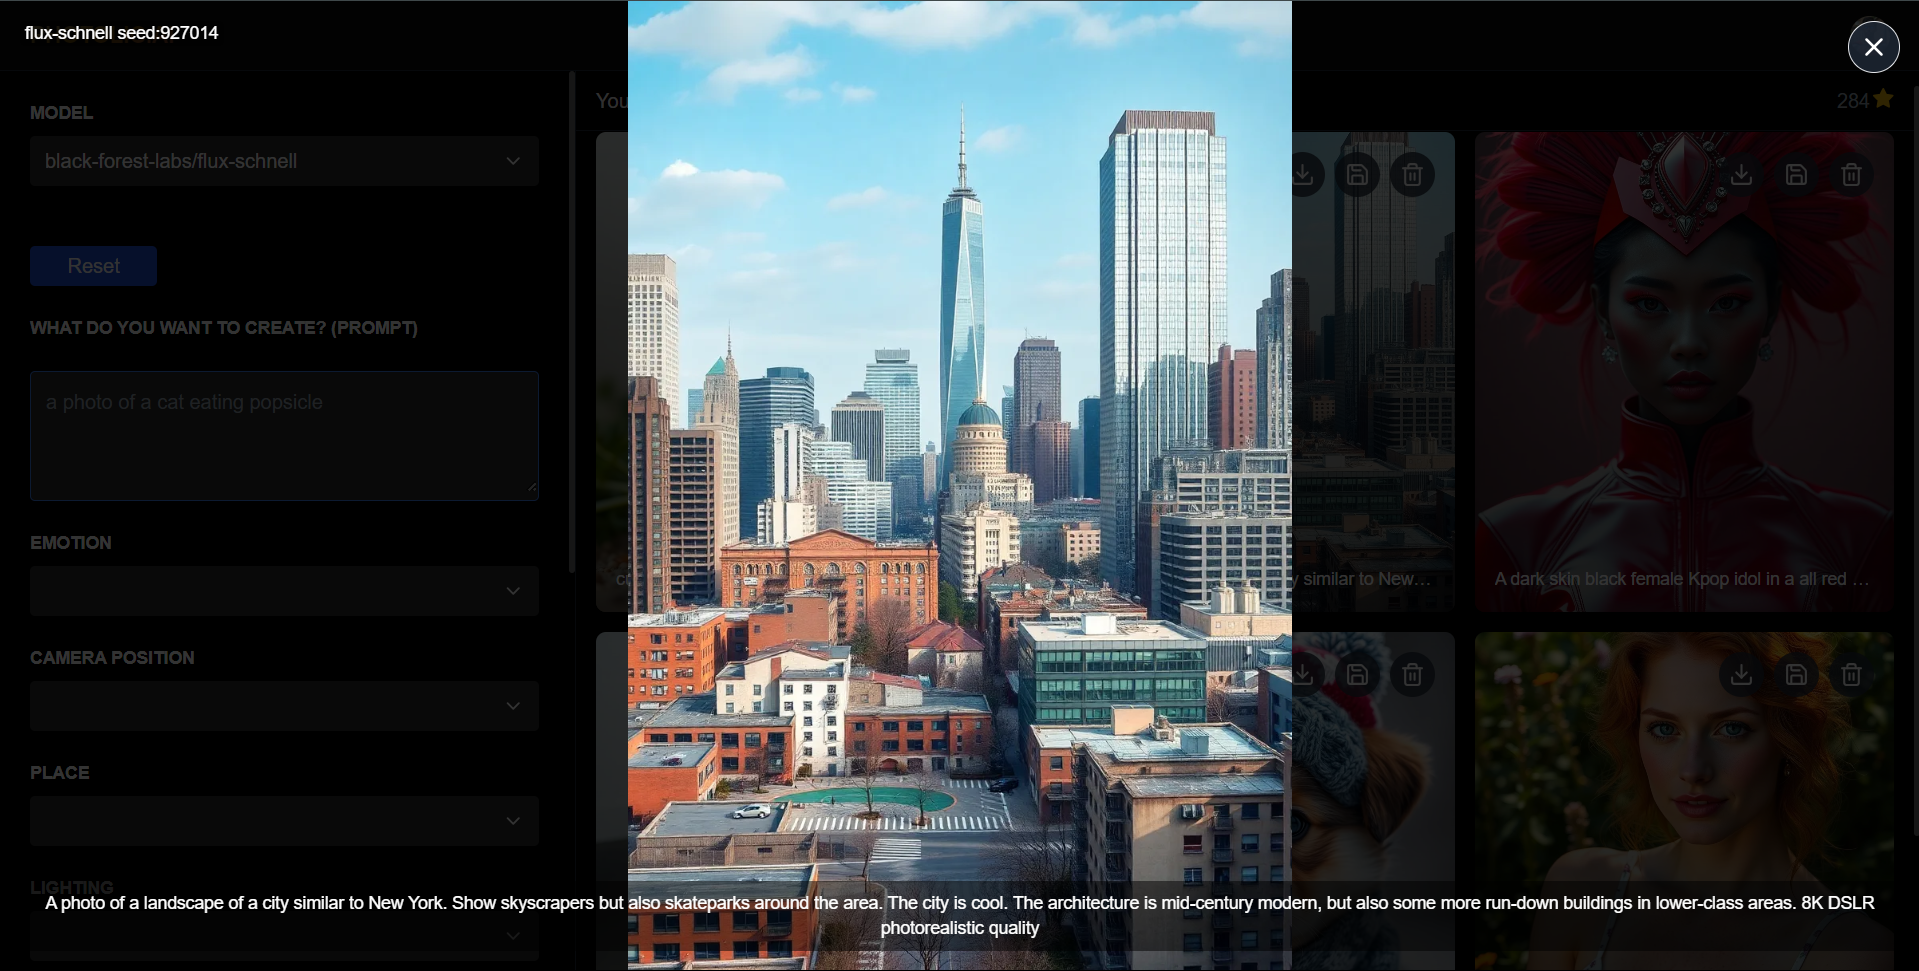 flux-schnell seed:927014
MODEL
black-forest-labs/flux-schnell
Reset
WHAT DO YOU WANT TO CREATE? (PROMPT)
a photo of a cat eating popsicle
EMOTION
CAMERA POSITION
PLACE
LIGHTING
You
284
y similar to New...
A dark skin black female Kpop idol in a all red ...
A photo of a landscape of a city similar to New York. Show skyscrapers but also skateparks around the area. The city is cool. The architecture is mid-century modern, but also some more run-down buildings in lower-class areas. 8K DSLR
photorealistic quality